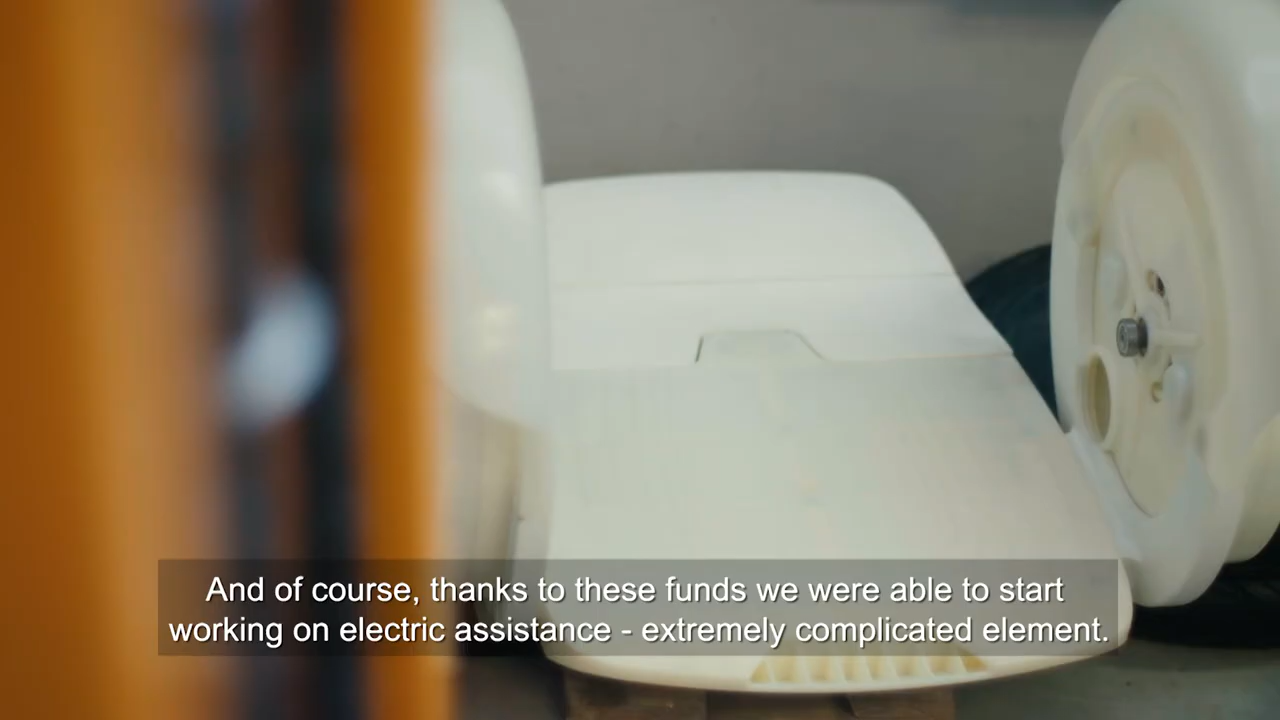 And of course, thanks to these funds we were able to start
working on electric assistance - extremely complicated element.